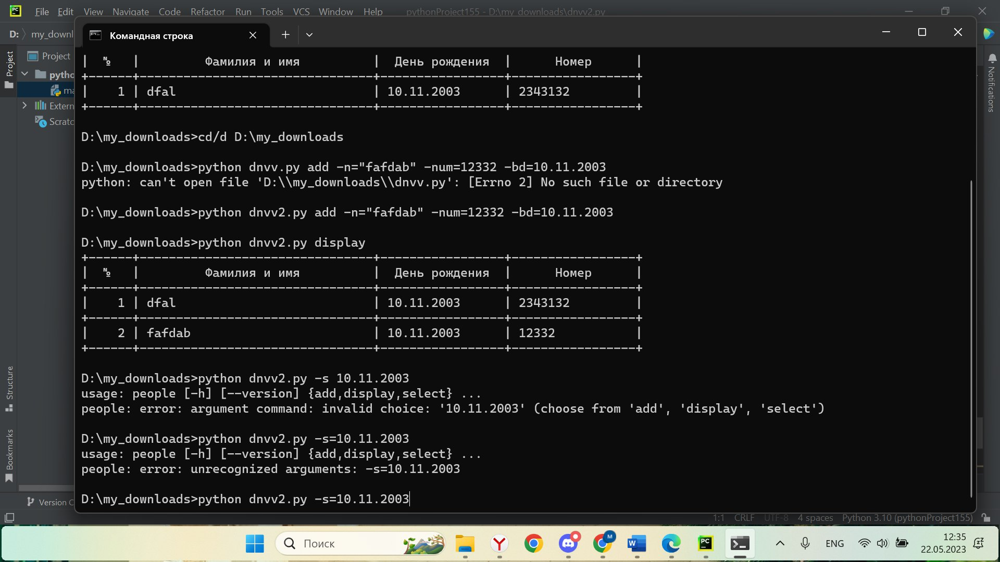 File Edit View Navigate Code Refactor Run Tools VCS Window Help pythonProject155 - D:\my_downloads\dnvv2.py
D: my_downl
Командная строка
Project
Project
pytho
ma
Extern
Scratc
Notifications
Structure
Bookmarks
| № | Фамилия и имя | День рождения | Номер |
+------+--------------------------------+-----------------+-----------------+
| 1 | dfal | 10.11.2003 | 2343132 |
+------+--------------------------------+-----------------+-----------------+
D:\my_downloads>cd/d D:\my_downloads
D:\my_downloads>python dnvv.py add -n="fafdab" -num=12332 -bd=10.11.2003
python: can't open file 'D:\\my_downloads\\dnvv.py': [Errno 2] No such file or directory
D:\my_downloads>python dnvv2.py add -n="fafdab" -num=12332 -bd=10.11.2003
D:\my_downloads>python dnvv2.py display
+------+--------------------------------+-----------------+-----------------+
| № | Фамилия и имя | День рождения | Номер |
+------+--------------------------------+-----------------+-----------------+
| 1 | dfal | 10.11.2003 | 2343132 |
+------+--------------------------------+-----------------+-----------------+
| 2 | fafdab | 10.11.2003 | 12332 |
+------+--------------------------------+-----------------+-----------------+
D:\my_downloads>python dnvv2.py -s 10.11.2003
usage: people [-h] [--version] {add,display,select} ...
people: error: argument command: invalid choice: '10.11.2003' (choose from 'add', 'display', 'select')
D:\my_downloads>python dnvv2.py -s=10.11.2003
usage: people [-h] [--version] {add,display,select} ...
people: error: unrecognized arguments: -s=10.11.2003
D:\my_downloads>python dnvv2.py -s=10.11.2003
Version C
1:1 CRLF UTF-8 4 spaces Python 3.10 (pythonProject155)
Поиск
ENG
12:35
22.05.2023